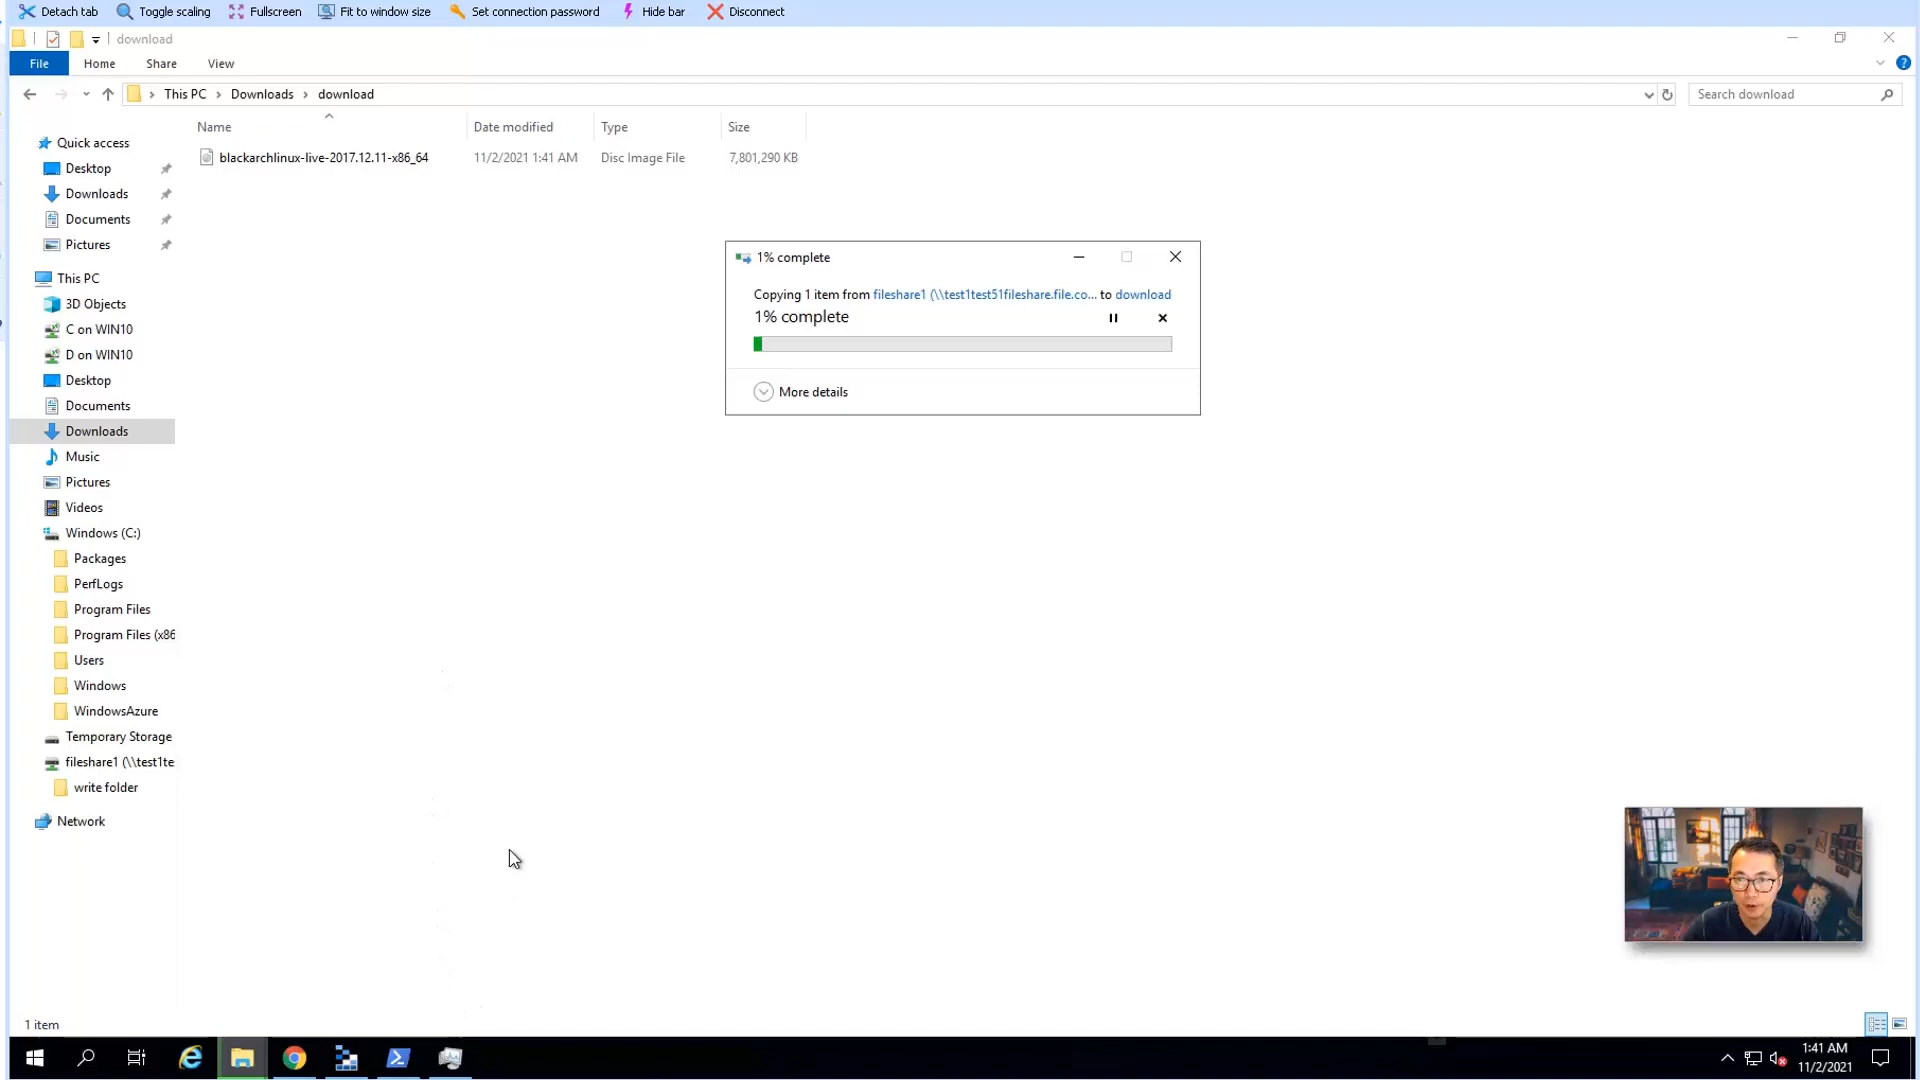 Detach tab Toggle scaling Fullscreen Fit to window size Set connection password Hide bar Disconnect
download
File Home Share View
This PC > Downloads > download Search download
Name Date modified Type Size
blackarchlinux-live-2017.12.11-x86_64 11/2/2021 1:41 AM Disc Image File 7,801,290 KB
Quick access
Desktop
Downloads
Documents
Pictures
This PC
3D Objects
C on WIN10
D on WIN10
Desktop
Documents
Downloads
Music
Pictures
Videos
Windows (C:)
Packages
PerfLogs
Program Files
Program Files (x86
Users
Windows
WindowsAzure
Temporary Storage
fileshare1 (\\test1te
write folder
Network
1% complete
Copying 1 item from fileshare1 (\\test1test51fileshare.file.co... to download
1% complete
More details
1 item
1:41 AM
11/2/2021